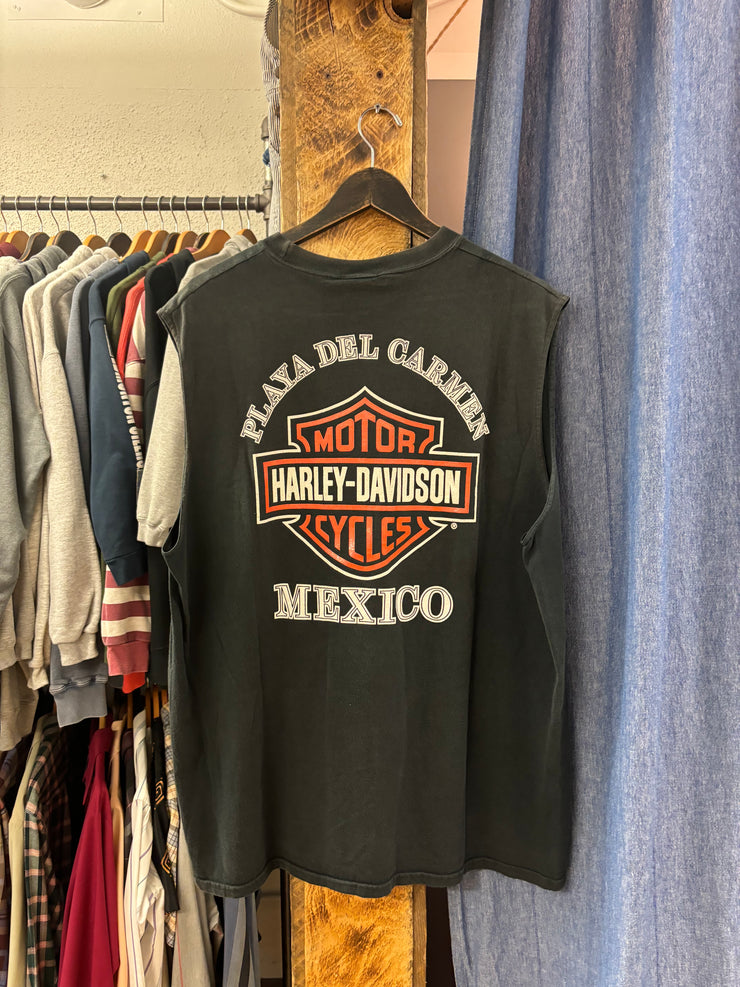 PLAYA DEL CARMEN
MOTOR
HARLEY-DAVIDSON
®
CYCLES
MEXICO